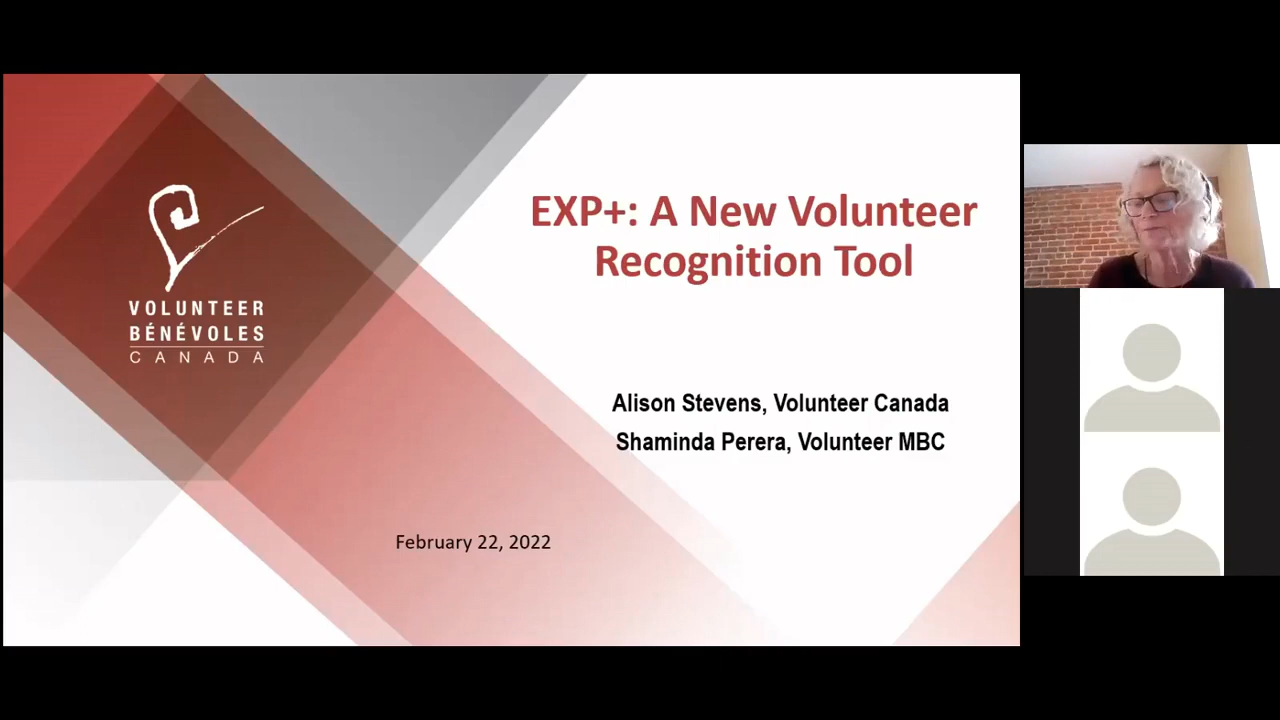 VOLUNTEER
BÉNÉVOLES
CANADA
EXP+: A New Volunteer
Recognition Tool
Alison Stevens, Volunteer Canada
Shaminda Perera, Volunteer MBC
February 22, 2022